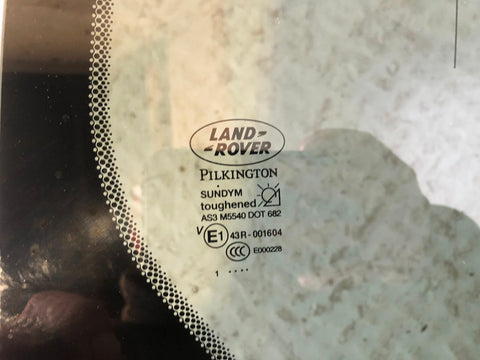 LAND-
-ROVER
PILKINGTON
SUNDYM
toughened
AS3 M5540 DOT 682
V E1 43R-001604
CCC E000228
1 ....